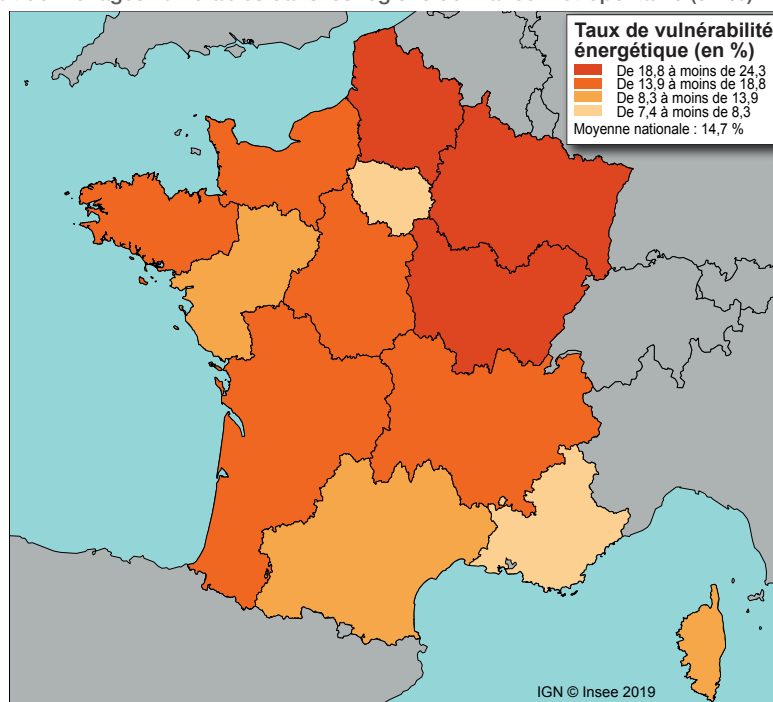 Taux de vulnérabilité
énergétique (en %)
De 18,8 à moins de 24,3
De 13,9 à moins de 18,8
De 8,3 à moins de 13,9
De 7,4 à moins de 8,3
Moyenne nationale : 14,7 %
IGN © Insee 2019